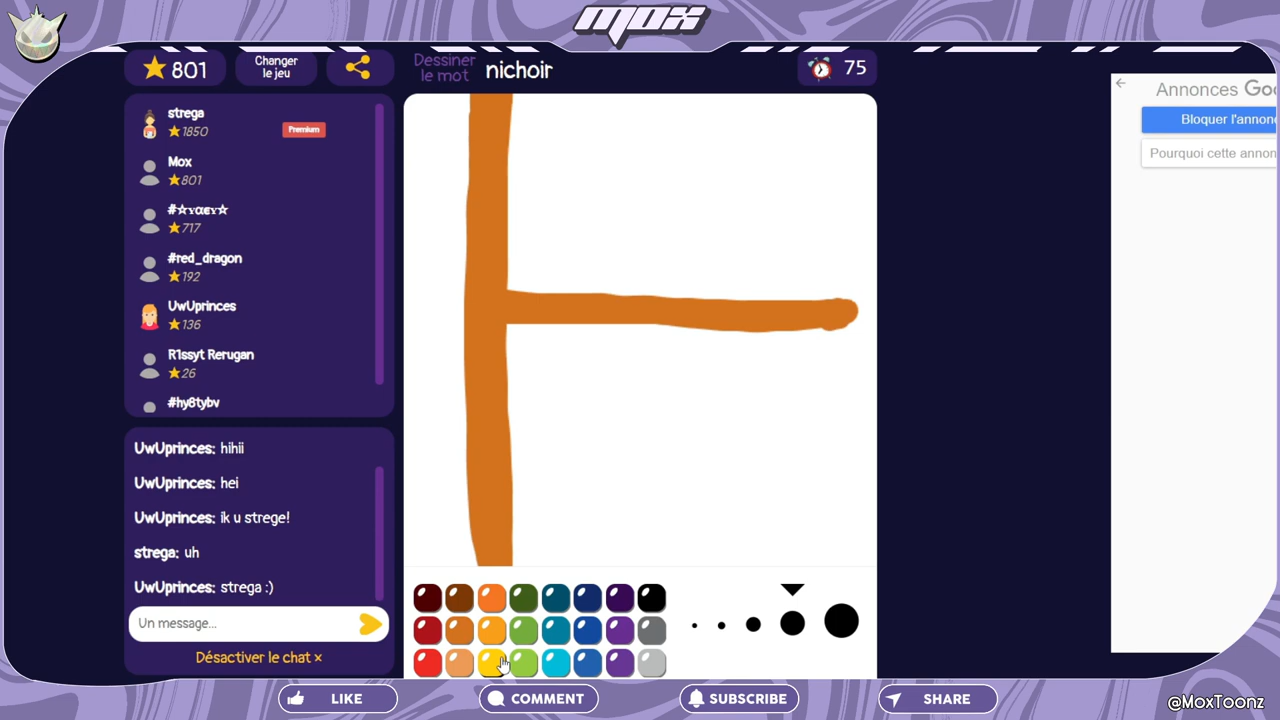 MOX
801
Changer
le jeu
Dessiner
le mot
nichoir
75
strega
1850
Premium
Mox
801
#☆ʏαєʏ☆
717
#red_dragon
192
UwUprinces
136
R1ssyt Rerugan
26
#hy8tybv
UwUprinces: hihii
UwUprinces: hei
UwUprinces: ik u strege!
strega: uh
UwUprinces: strega :)
Un message...
Désactiver le chat ×
Annonces Goo
Bloquer l'annonc
Pourquoi cette annon
LIKE
COMMENT
SUBSCRIBE
SHARE
@MoxToonz